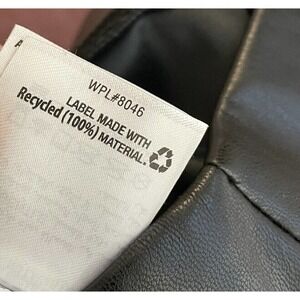 WPL#8046
LABEL MADE WITH
Recycled (100%) MATERIAL.